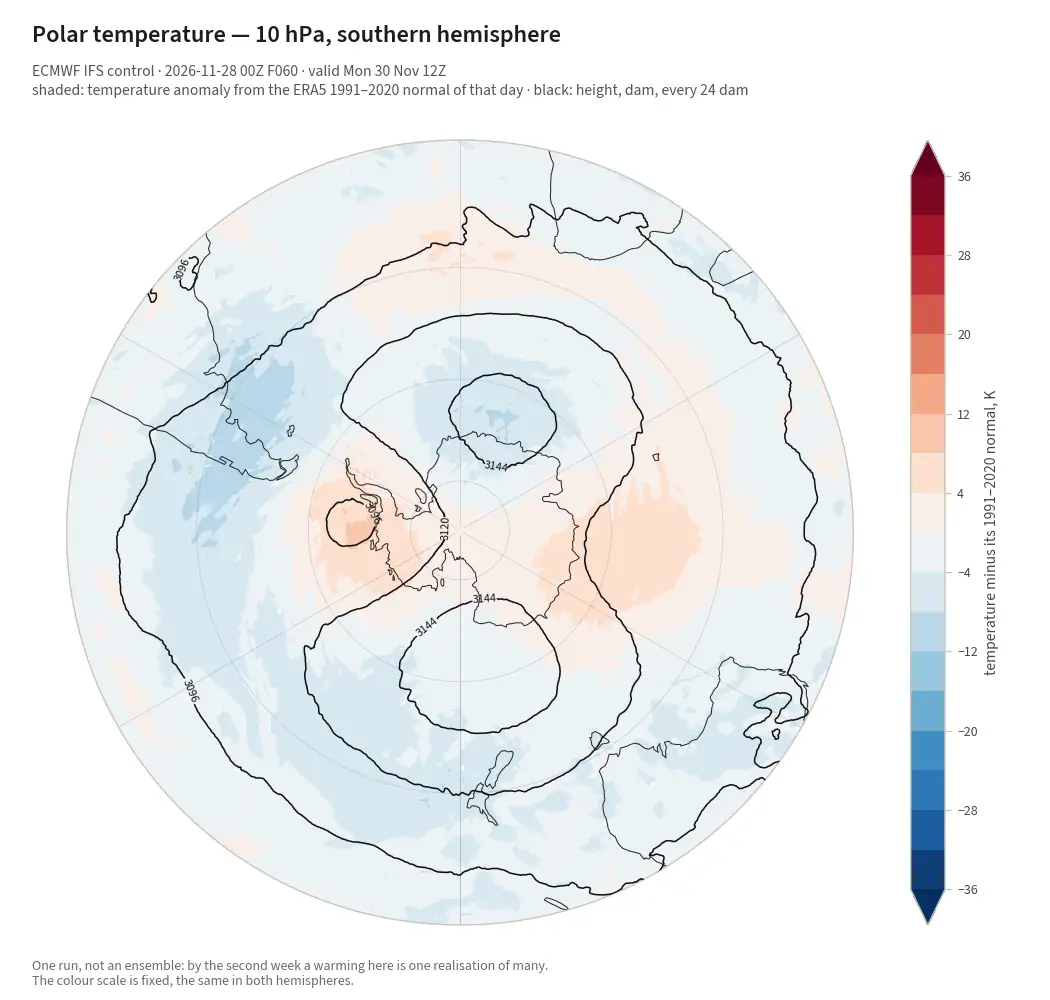 Polar temperature — 10 hPa, southern hemisphere
ECMWF IFS control · 2026-11-28 00Z F060 · valid Mon 30 Nov 12Z
shaded: temperature anomaly from the ERA5 1991–2020 normal of that day · black: height, dam, every 24 dam
3096
3144
3096
3120
3144
3144
3096
36
28
20
12
4
−4
−12
−20
−28
−36
temperature minus its 1991–2020 normal, K
One run, not an ensemble: by the second week a warming here is one realisation of many.
The colour scale is fixed, the same in both hemispheres.